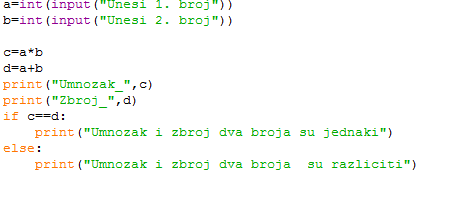 a=int(input("Unesi 1. broj"))
b=int(input("Unesi 2. broj"))
c=a*b
d=a+b
print("Umnozak_",c)
print("Zbroj_",d)
if c==d:
    print("Umnozak i zbroj dva broja su jednaki")
else:
    print("Umnozak i zbroj dva broja  su razliciti")